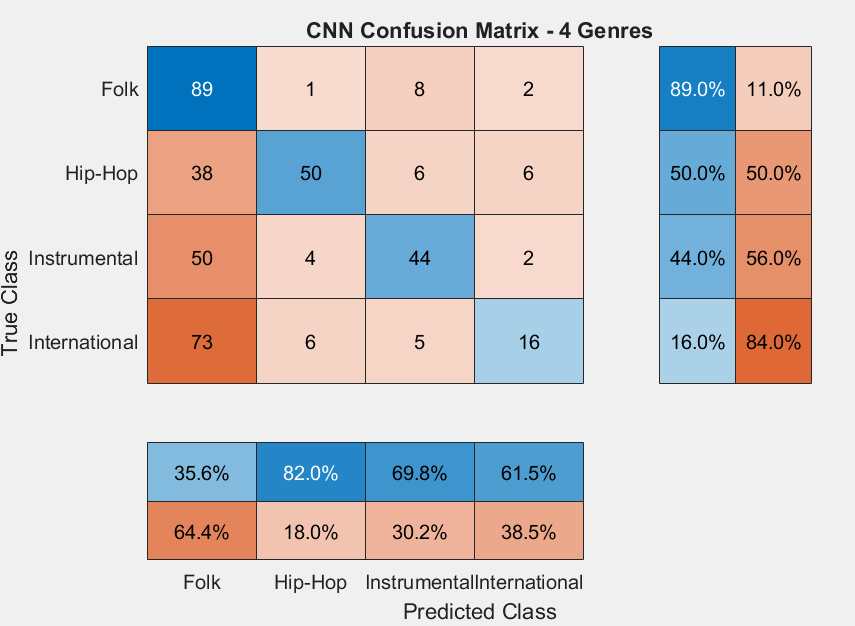 CNN Confusion Matrix - 4 Genres
Folk 89 1 8 2 89.0% 11.0%
Hip-Hop 38 50 6 6 50.0% 50.0%
Instrumental 50 4 44 2 44.0% 56.0%
International 73 6 5 16 16.0% 84.0%
True Class
35.6% 82.0% 69.8% 61.5%
64.4% 18.0% 30.2% 38.5%
Folk Hip-Hop Instrumental International
Predicted Class